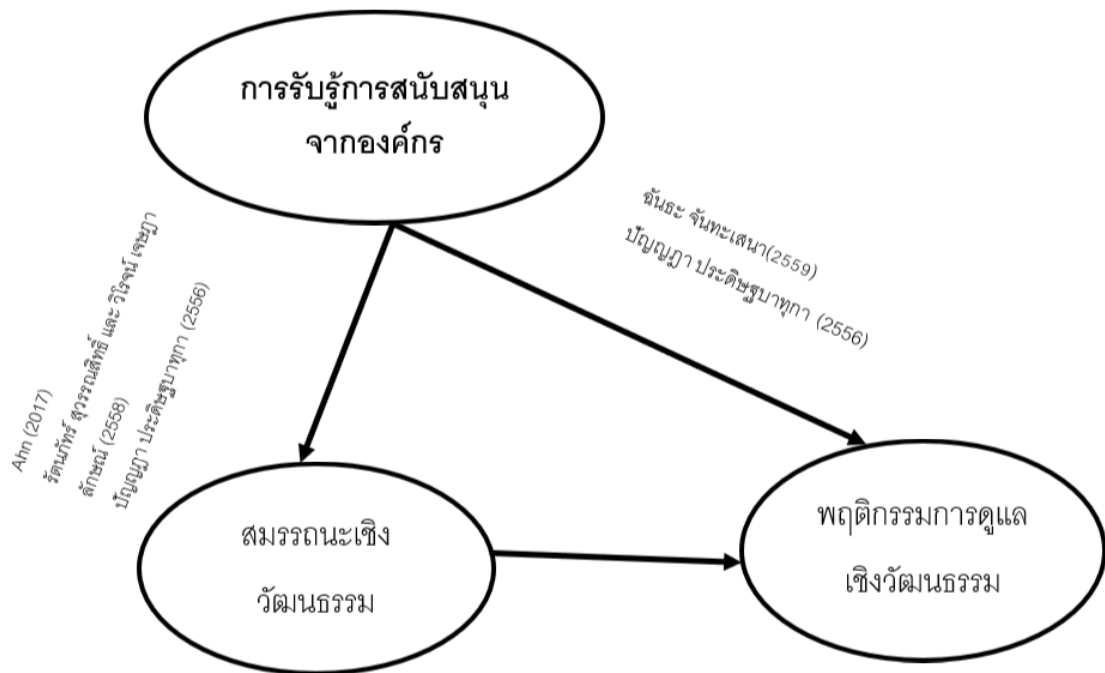 การรับรู้การสนับสนุน
จากองค์กร
ฉันธะ จันทะเสนา(2559)
ปัญญฎา ประดิษฐบาทุกา (2556)
Ahn (2017)
รัตนภัทร์ สุวรรณสิทธิ์ และ วิโรจน์ เจษฎา
ลักษณ์ (2558)
ปัญญฎา ประดิษฐบาทุกา (2556)
สมรรถนะเชิง
วัฒนธรรม
พฤติกรรมการดูแล
เชิงวัฒนธรรม